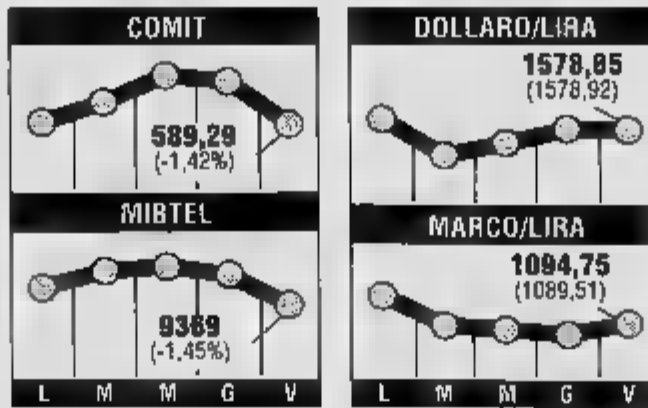 COMIT
589,29
(-1,42%)
MIBTEL
9369
(-1,45%)
L M M G V
DOLLARO/LIRA
1578,85
(1578,92)
MARCO/LIRA
1094,75
(1089,51)
L M M G V